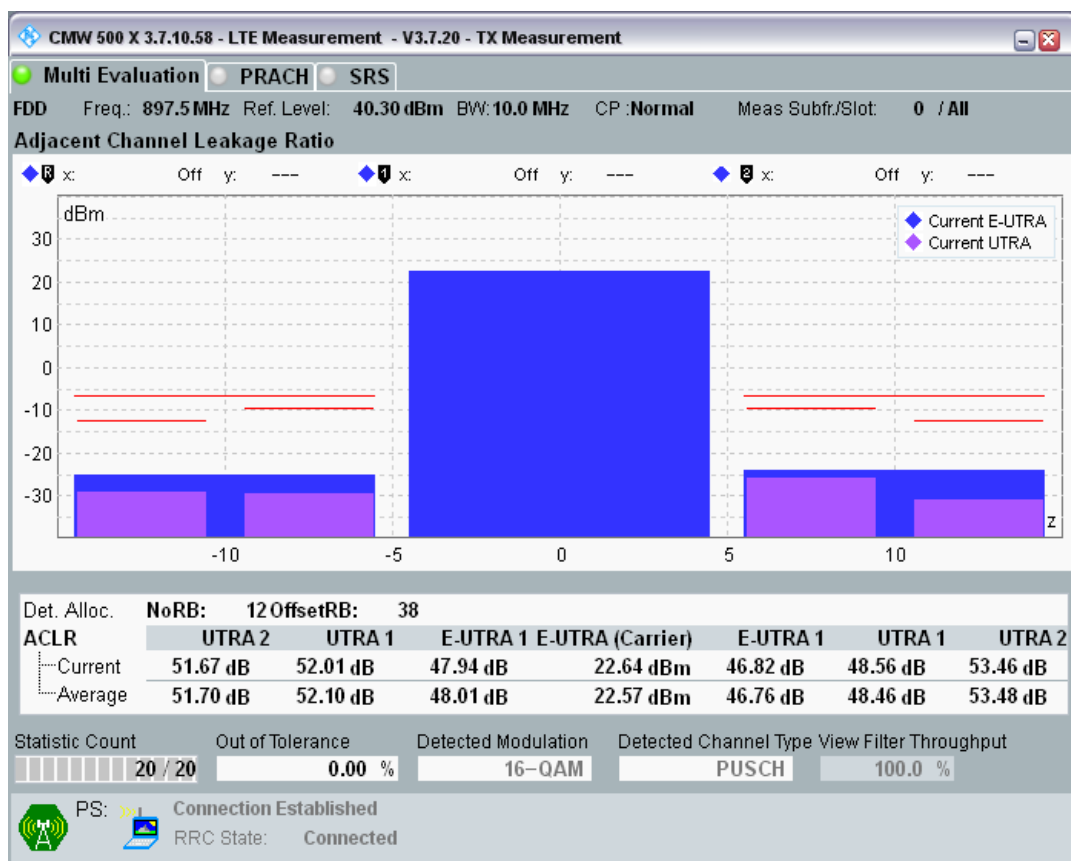 CMW 500 X 3.7.10.58 - LTE Measurement - V3.7.20 - TX Measurement
Multi Evaluation PRACH SRS
FDD Freq.: 897.5 MHz Ref. Level: 40.30 dBm BW: 10.0 MHz CP :Normal Meas Subfr./Slot: 0 / All
Adjacent Channel Leakage Ratio
R x: Off y: --- 1 x: Off y: --- 2 x: Off y: ---
dBm
Current E-UTRA
Current UTRA
30
20
10
0
-10
-20
-30
z
-10 -5 0 5 10
Det. Alloc. NoRB: 12 OffsetRB: 38
ACLR UTRA 2 UTRA 1 E-UTRA 1 E-UTRA (Carrier) E-UTRA 1 UTRA 1 UTRA 2
Current 51.67 dB 52.01 dB 47.94 dB 22.64 dBm 46.82 dB 48.56 dB 53.46 dB
Average 51.70 dB 52.10 dB 48.01 dB 22.57 dBm 46.76 dB 48.46 dB 53.48 dB
Statistic Count Out of Tolerance Detected Modulation Detected Channel Type View Filter Throughput
20 / 20 0.00 % 16-QAM PUSCH 100.0 %
PS: Connection Established
RRC State: Connected